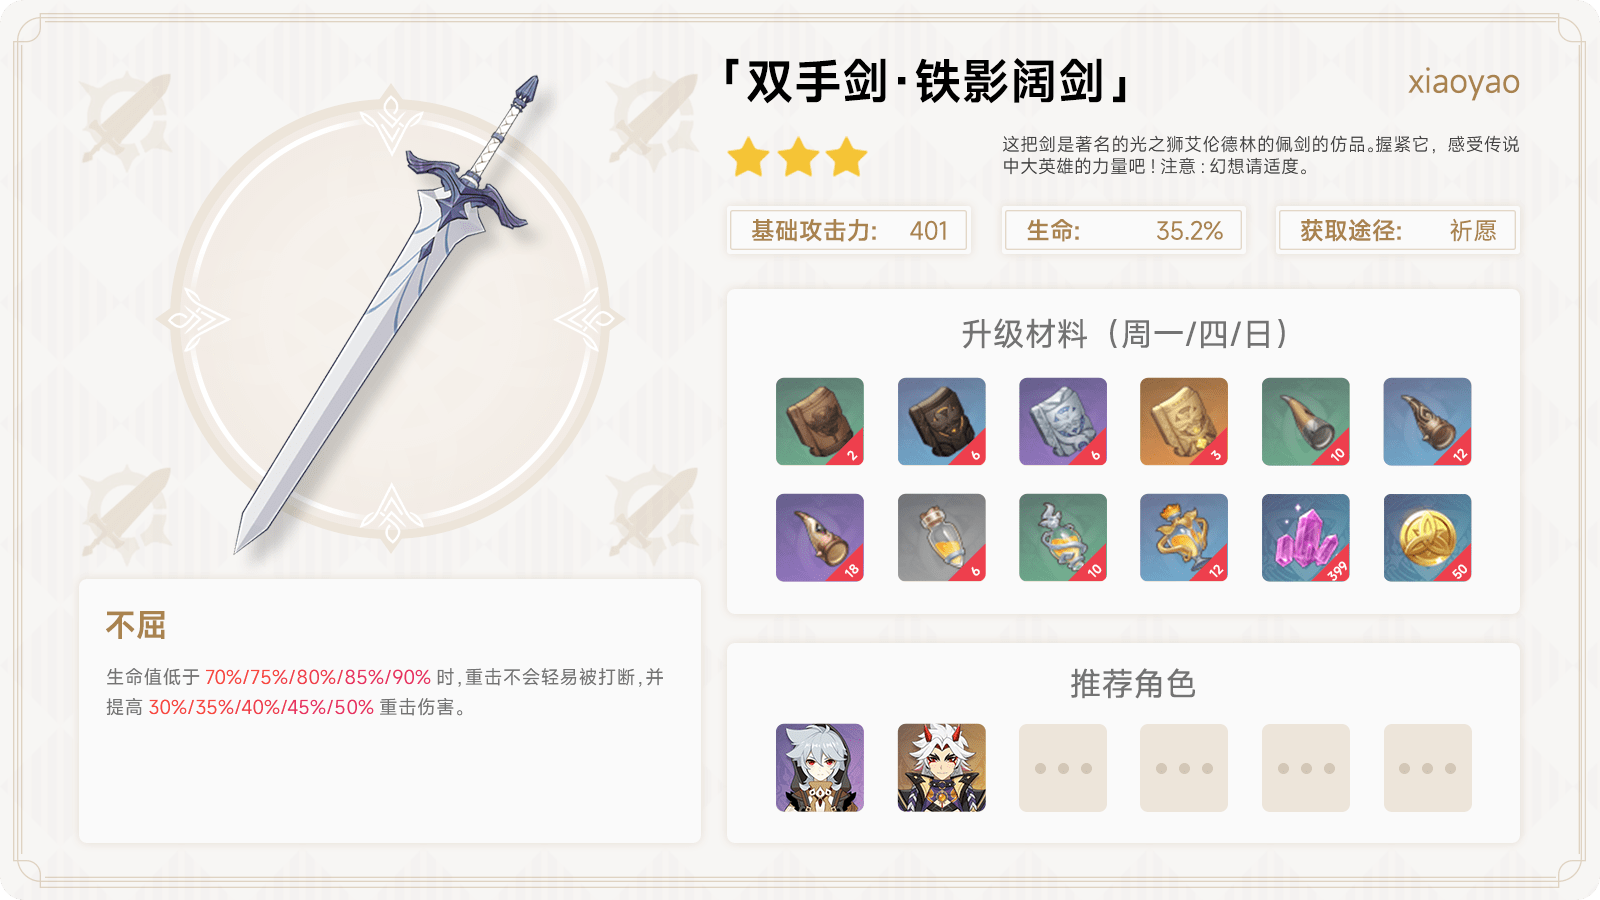 「双手剑·铁影阔剑」
xiaoyao
这把剑是著名的光之狮艾伦德林的佩剑的仿品。握紧它，感受传说
中大英雄的力量吧！注意：幻想请适度。
基础攻击力: 401
生命: 35.2%
获取途径: 祈愿
升级材料（周一/四/日）
2
6
6
3
10
12
18
6
10
12
399
50
不屈
生命值低于 70%/75%/80%/85%/90% 时,重击不会轻易被打断,并
提高 30%/35%/40%/45%/50% 重击伤害。
推荐角色